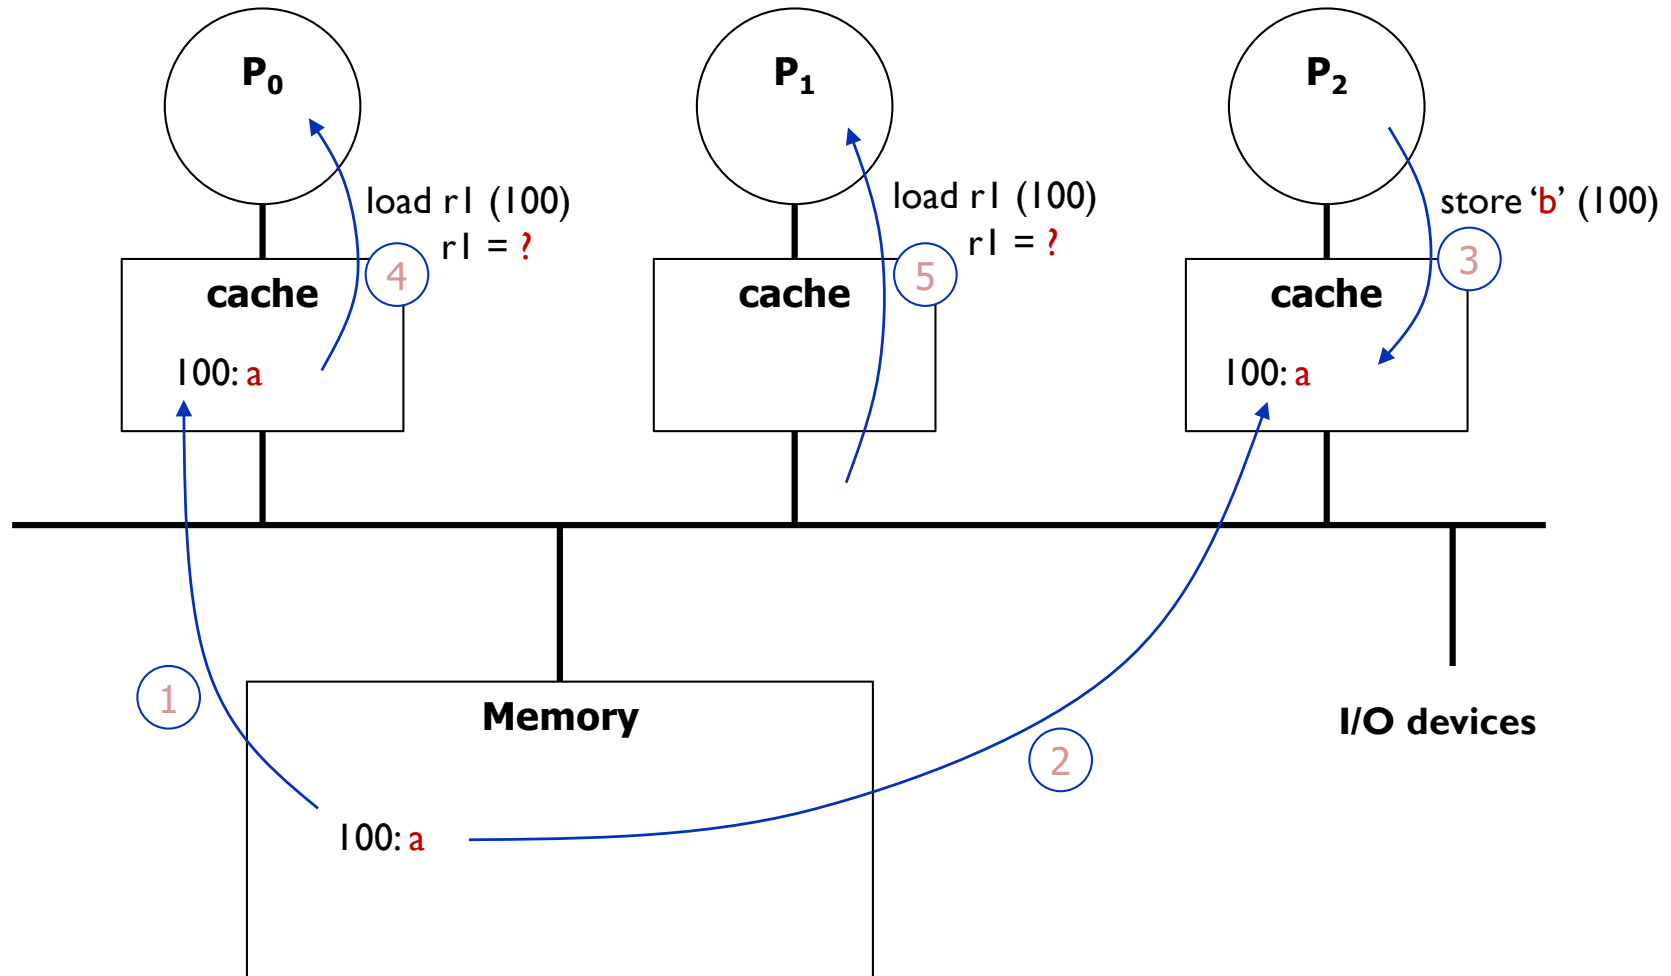 P0
P1
P2
load r1 (100)
r1 = ?
4
load r1 (100)
r1 = ?
5
store ‘b’ (100)
3
cache
cache
cache
100: a
100: a
1
Memory
2
I/O devices
100: a